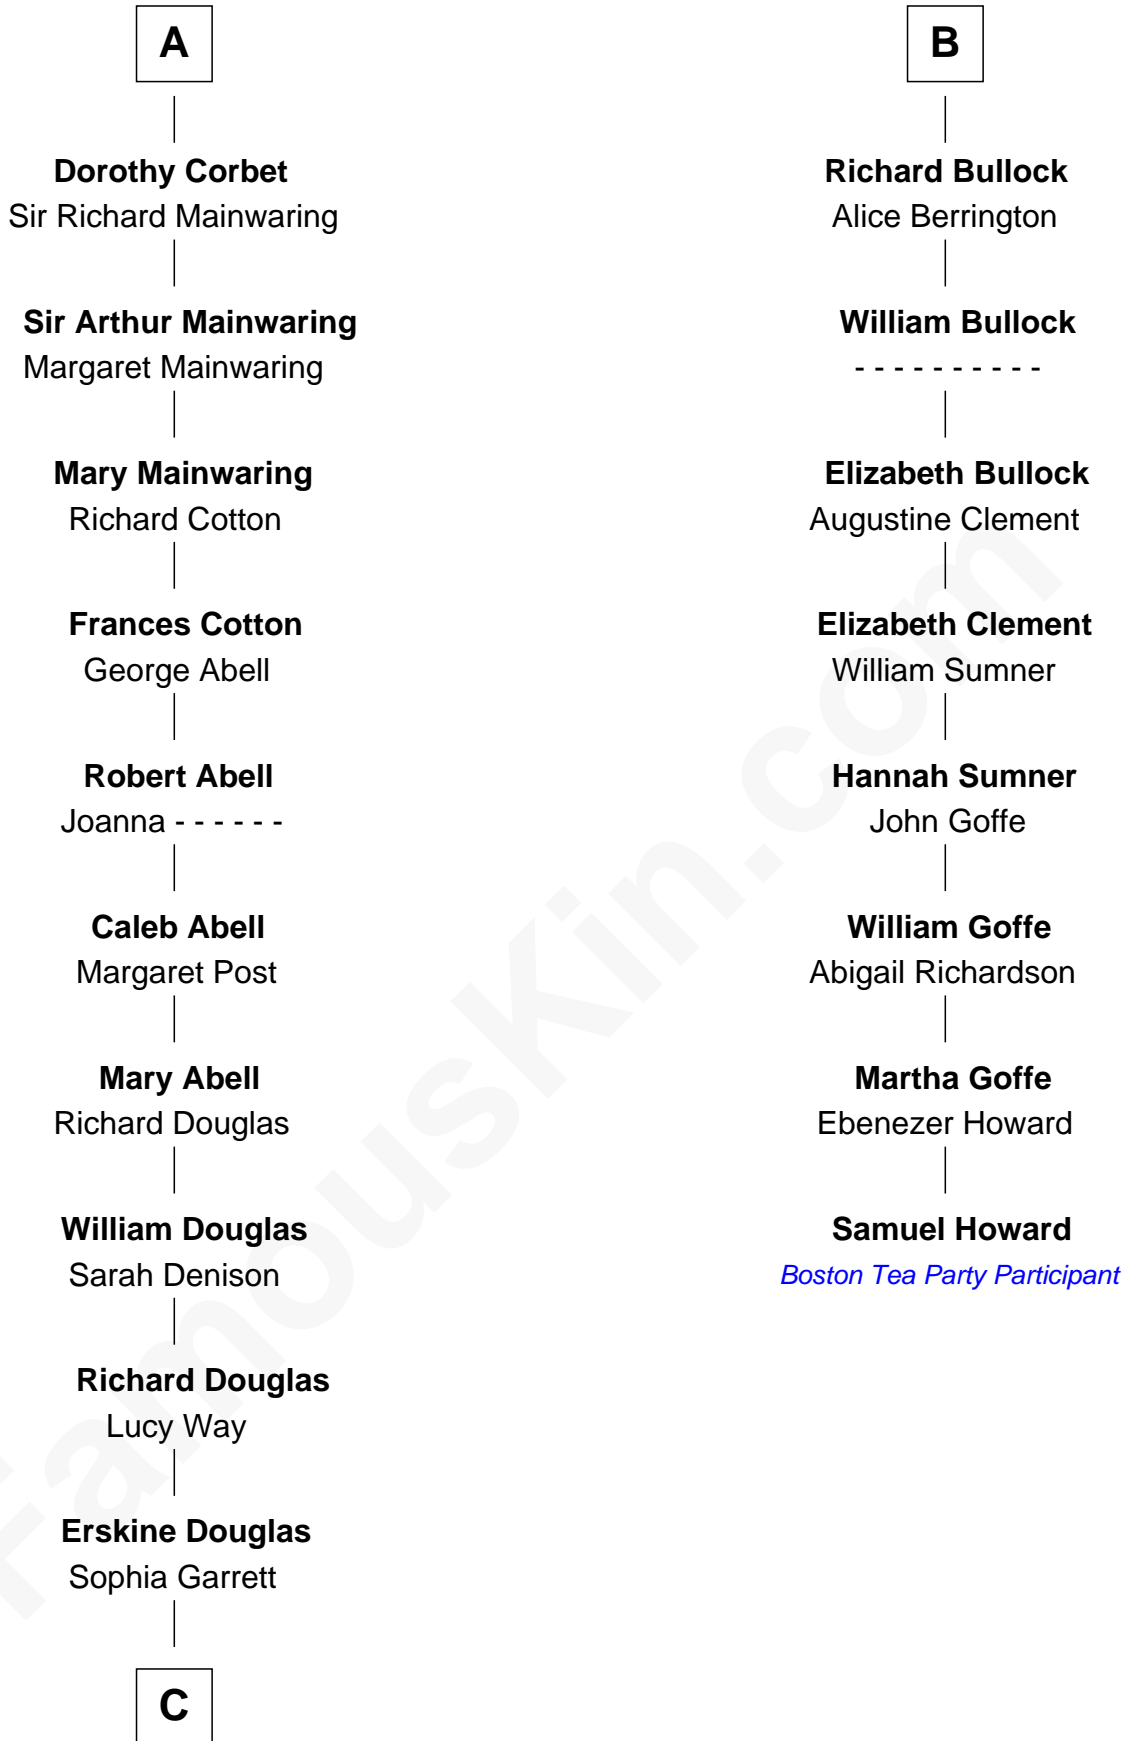 A
Dorothy Corbet
Sir Richard Mainwaring
Sir Arthur Mainwaring
Margaret Mainwaring
Mary Mainwaring
Richard Cotton
Frances Cotton
George Abell
Robert Abell
Joanna - - - - - -
Caleb Abell
Margaret Post
Mary Abell
Richard Douglas
William Douglas
Sarah Denison
Richard Douglas
Lucy Way
Erskine Douglas
Sophia Garrett
C
B
Richard Bullock
Alice Berrington
William Bullock
- - - - - - - - - -
Elizabeth Bullock
Augustine Clement
Elizabeth Clement
William Sumner
Hannah Sumner
John Goffe
William Goffe
Abigail Richardson
Martha Goffe
Ebenezer Howard
Samuel Howard
Boston Tea Party Participant
FamousKin.com